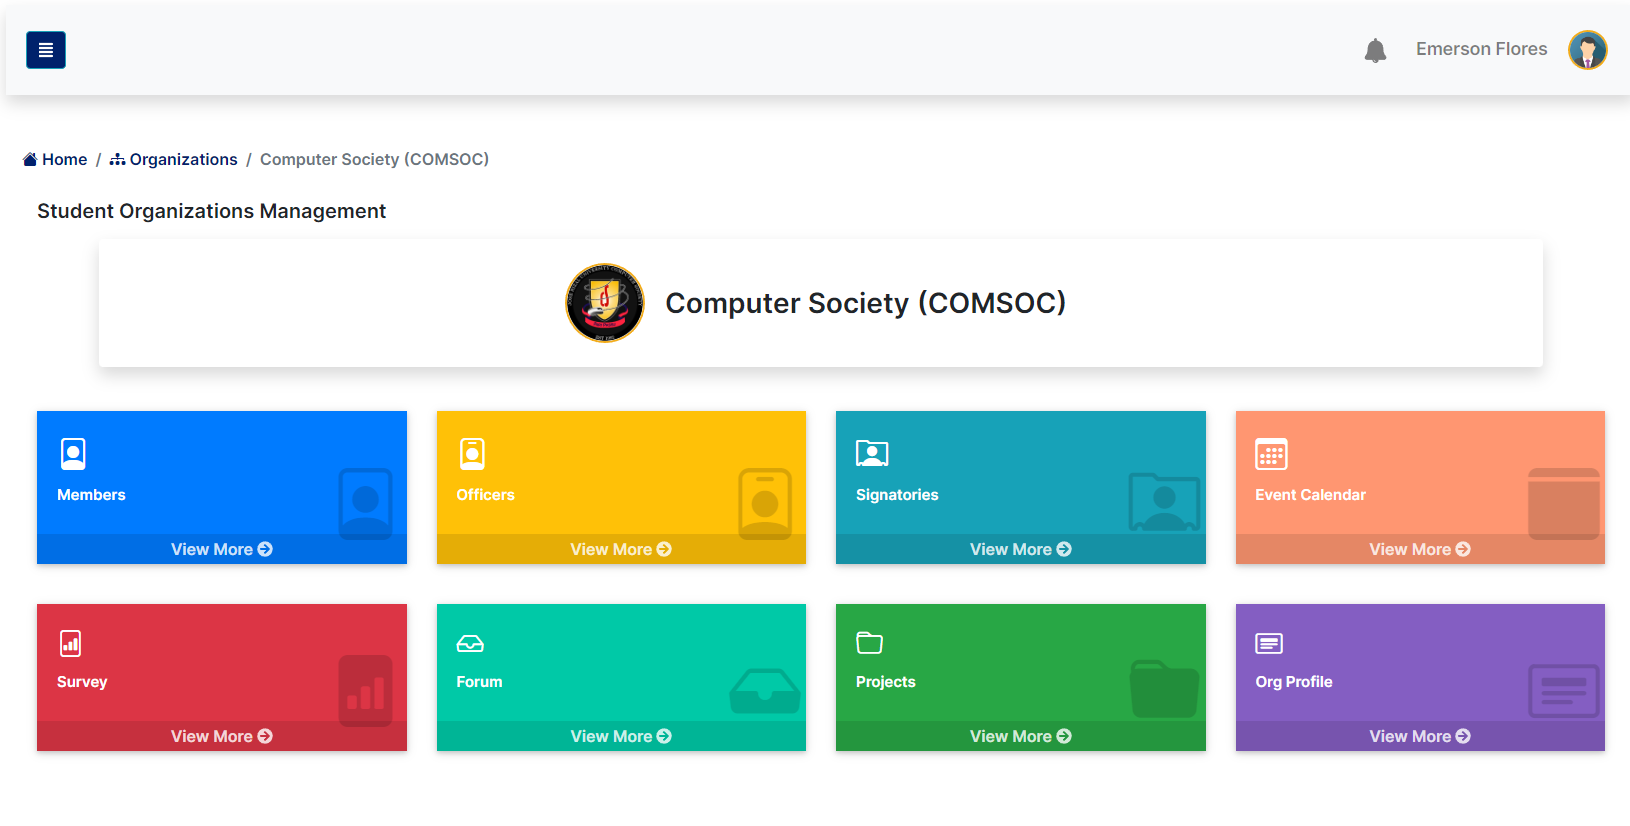 Emerson Flores
Home / Organizations / Computer Society (COMSOC)
Student Organizations Management
Computer Society (COMSOC)
Members
View More
Officers
View More
Signatories
View More
Event Calendar
View More
Survey
View More
Forum
View More
Projects
View More
Org Profile
View More